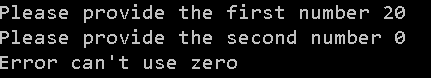 Please provide the first number 20
Please provide the second number 0
Error can't use zero